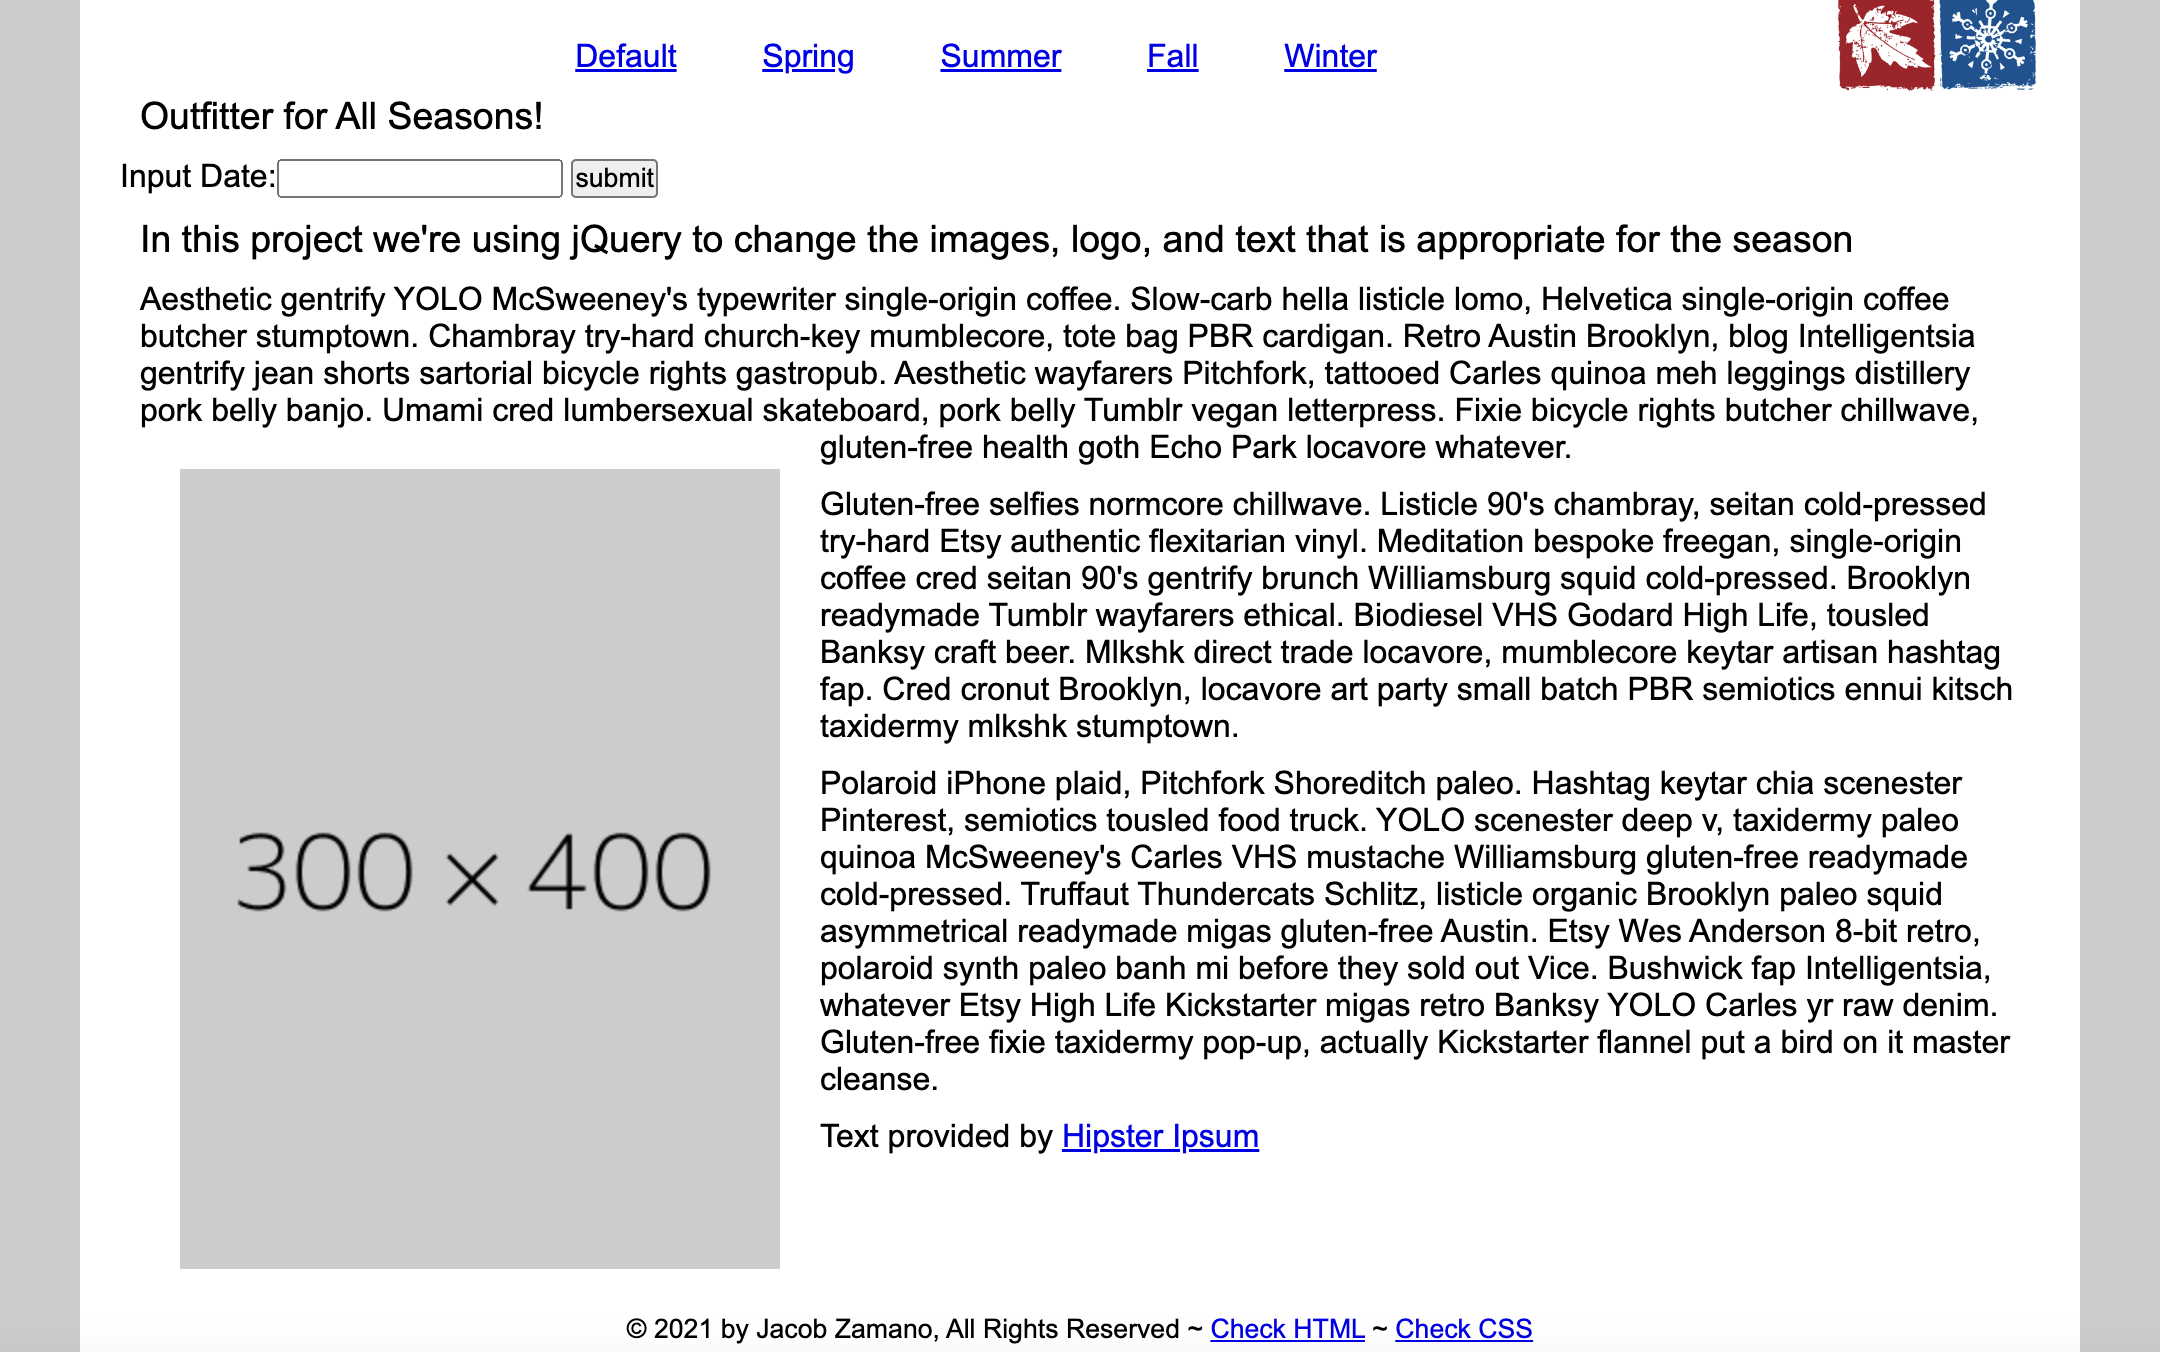 Default Spring Summer Fall Winter
Outfitter for All Seasons!
Input Date: submit
In this project we're using jQuery to change the images, logo, and text that is appropriate for the season
Aesthetic gentrify YOLO McSweeney's typewriter single-origin coffee. Slow-carb hella listicle lomo, Helvetica single-origin coffee
butcher stumptown. Chambray try-hard church-key mumblecore, tote bag PBR cardigan. Retro Austin Brooklyn, blog Intelligentsia
gentrify jean shorts sartorial bicycle rights gastropub. Aesthetic wayfarers Pitchfork, tattooed Carles quinoa meh leggings distillery
pork belly banjo. Umami cred lumbersexual skateboard, pork belly Tumblr vegan letterpress. Fixie bicycle rights butcher chillwave,
gluten-free health goth Echo Park locavore whatever.
300 × 400
Gluten-free selfies normcore chillwave. Listicle 90's chambray, seitan cold-pressed
try-hard Etsy authentic flexitarian vinyl. Meditation bespoke freegan, single-origin
coffee cred seitan 90's gentrify brunch Williamsburg squid cold-pressed. Brooklyn
readymade Tumblr wayfarers ethical. Biodiesel VHS Godard High Life, tousled
Banksy craft beer. Mlkshk direct trade locavore, mumblecore keytar artisan hashtag
fap. Cred cronut Brooklyn, locavore art party small batch PBR semiotics ennui kitsch
taxidermy mlkshk stumptown.
Polaroid iPhone plaid, Pitchfork Shoreditch paleo. Hashtag keytar chia scenester
Pinterest, semiotics tousled food truck. YOLO scenester deep v, taxidermy paleo
quinoa McSweeney's Carles VHS mustache Williamsburg gluten-free readymade
cold-pressed. Truffaut Thundercats Schlitz, listicle organic Brooklyn paleo squid
asymmetrical readymade migas gluten-free Austin. Etsy Wes Anderson 8-bit retro,
polaroid synth paleo banh mi before they sold out Vice. Bushwick fap Intelligentsia,
whatever Etsy High Life Kickstarter migas retro Banksy YOLO Carles yr raw denim.
Gluten-free fixie taxidermy pop-up, actually Kickstarter flannel put a bird on it master
cleanse.
Text provided by Hipster Ipsum
© 2021 by Jacob Zamano, All Rights Reserved ~ Check HTML ~ Check CSS